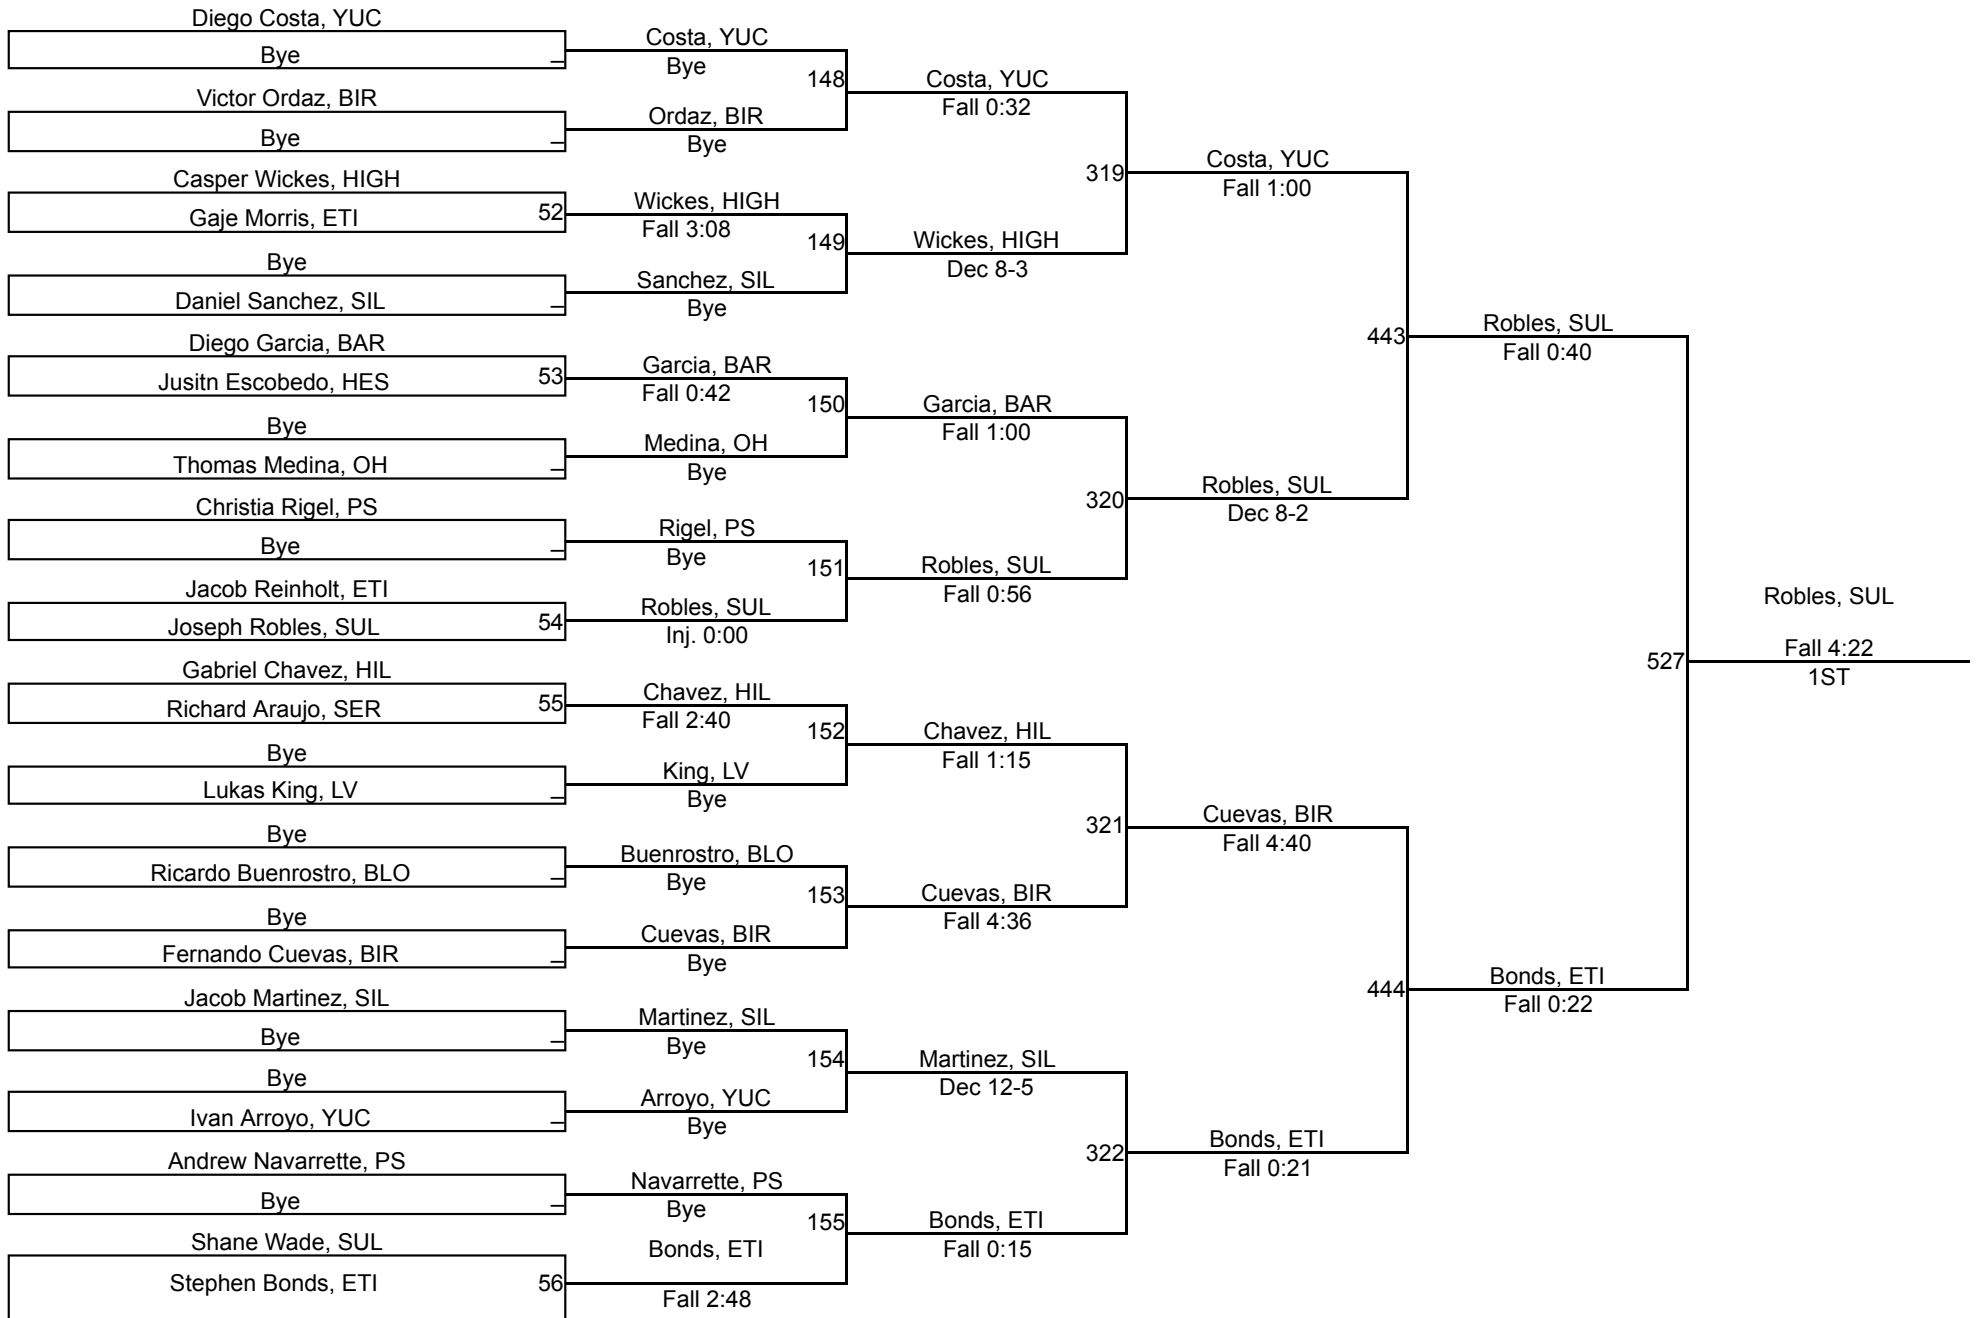 Diego Costa, YUC
Bye
_
Victor Ordaz, BIR
Bye
_
Casper Wickes, HIGH
Gaje Morris, ETI
52
Bye
Daniel Sanchez, SIL
_
Diego Garcia, BAR
Jusitn Escobedo, HES
53
Bye
Thomas Medina, OH
_
Christia Rigel, PS
Bye
_
Jacob Reinholt, ETI
Joseph Robles, SUL
54
Gabriel Chavez, HIL
Richard Araujo, SER
55
Bye
Lukas King, LV
_
Bye
Ricardo Buenrostro, BLO
_
Bye
Fernando Cuevas, BIR
_
Jacob Martinez, SIL
Bye
_
Bye
Ivan Arroyo, YUC
_
Andrew Navarrette, PS
Bye
_
Shane Wade, SUL
Stephen Bonds, ETI
56
Costa, YUC
Bye
148
Ordaz, BIR
Bye
Wickes, HIGH
Fall 3:08
149
Sanchez, SIL
Bye
Garcia, BAR
Fall 0:42
150
Medina, OH
Bye
Rigel, PS
Bye
151
Robles, SUL
Inj. 0:00
Chavez, HIL
Fall 2:40
152
King, LV
Bye
Buenrostro, BLO
Bye
153
Cuevas, BIR
Bye
Martinez, SIL
Bye
154
Arroyo, YUC
Bye
Navarrette, PS
Bye
155
Bonds, ETI
Fall 2:48
Costa, YUC
Fall 0:32
319
Wickes, HIGH
Dec 8-3
Garcia, BAR
Fall 1:00
320
Robles, SUL
Fall 0:56
Chavez, HIL
Fall 1:15
321
Cuevas, BIR
Fall 4:36
Martinez, SIL
Dec 12-5
322
Bonds, ETI
Fall 0:15
Costa, YUC
Fall 1:00
443
Robles, SUL
Dec 8-2
Cuevas, BIR
Fall 4:40
444
Bonds, ETI
Fall 0:21
Robles, SUL
Fall 0:40
527
Bonds, ETI
Fall 0:22
Robles, SUL
Fall 4:22
1ST